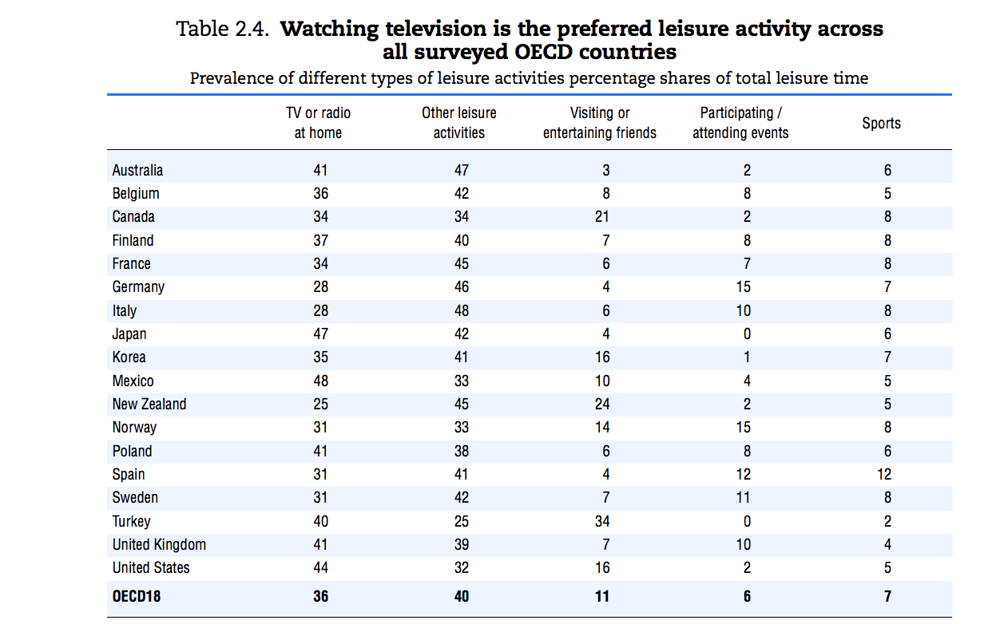 Table 2.4. Watching television is the preferred leisure activity across
all surveyed OECD countries
Prevalence of different types of leisure activities percentage shares of total leisure time
TV or radio at home Other leisure activities Visiting or entertaining friends Participating / attending events Sports
Australia 41 47 3 2 6
Belgium 36 42 8 8 5
Canada 34 34 21 2 8
Finland 37 40 7 8 8
France 34 45 6 7 8
Germany 28 46 4 15 7
Italy 28 48 6 10 8
Japan 47 42 4 0 6
Korea 35 41 16 1 7
Mexico 48 33 10 4 5
New Zealand 25 45 24 2 5
Norway 31 33 14 15 8
Poland 41 38 6 8 6
Spain 31 41 4 12 12
Sweden 31 42 7 11 8
Turkey 40 25 34 0 2
United Kingdom 41 39 7 10 4
United States 44 32 16 2 5
OECD18 36 40 11 6 7